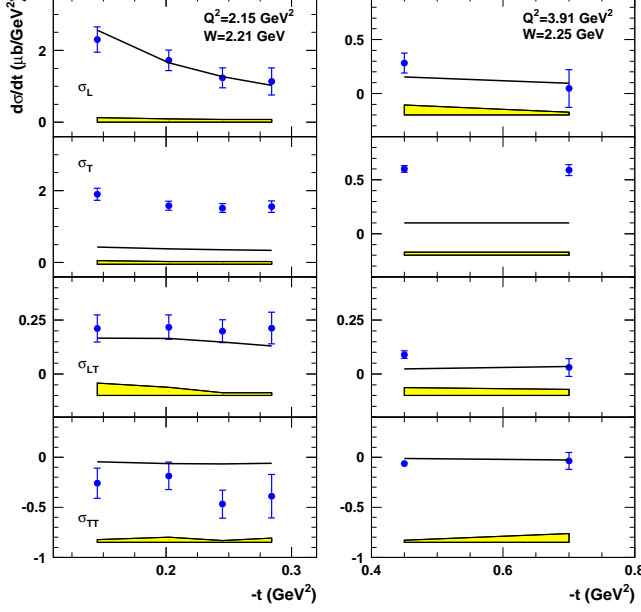 Q²=2.15 GeV²
W=2.21
Q²=3.91 GeV²
W=2.25 GeV
dσ/dt (μb/GeV²)
σL
4
2
0
0.5
0
σT
2
0
0.5
0
σLT
0.25
0
0.25
0
σTT
0
-0.5
-1
0
-0.5
-1
0.2
0.3
0.4
0.6
0.8
-t (GeV²)
-t (GeV²)